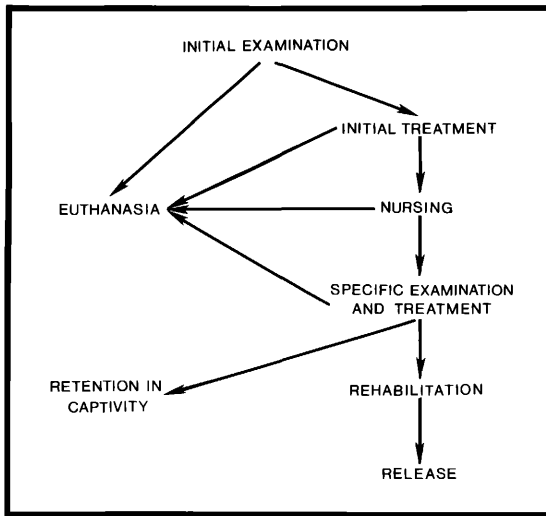 INITIAL EXAMINATION
INITIAL TREATMENT
EUTHANASIA
NURSING
SPECIFIC EXAMINATION
AND TREATMENT
RETENTION IN
CAPTIVITY
REHABILITATION
RELEASE